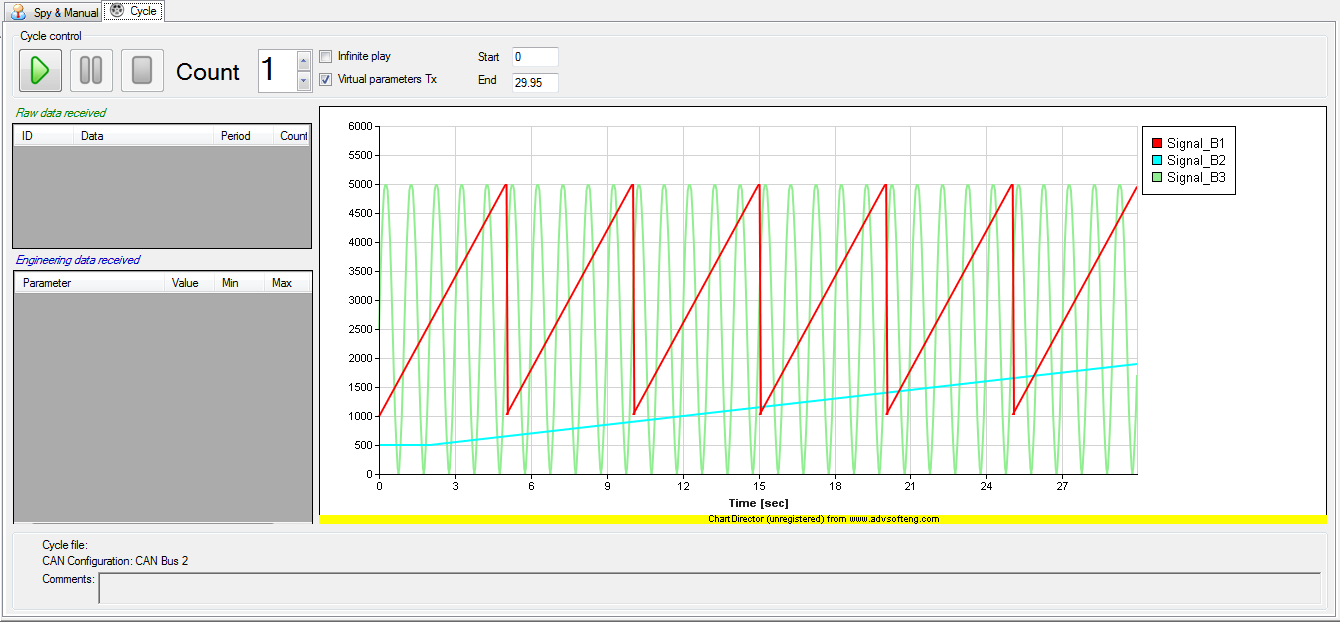 Spy & Manual Cycle
Cycle control
Count 1
Infinite play
Virtual parameters Tx
Start 0
End 29.95
Raw data received
ID Data Period Count
Engineering data received
Parameter Value Min Max
6000
5500
5000
4500
4000
3500
3000
2500
2000
1500
1000
500
0
0 3 6 9 12 15 18 21 24 27
Time [sec]
Signal_B1
Signal_B2
Signal_B3
ChartDirector (unregistered) from www.advsofteng.com
Cycle file:
CAN Configuration: CAN Bus 2
Comments: